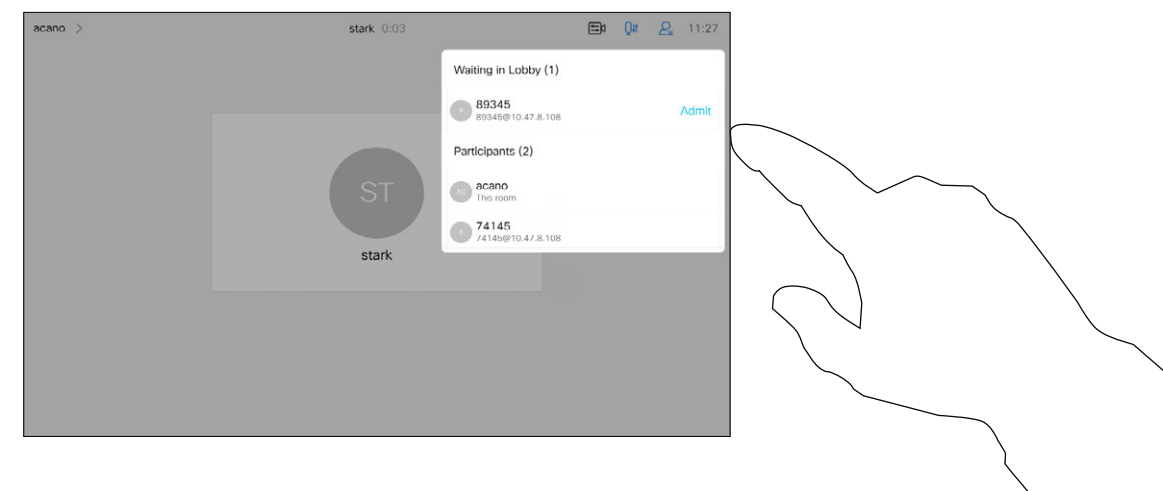 acano >
stark 0:03
11:27
Waiting in Lobby (1)
89345
89345@10.47.8.108
Admit
Participants (2)
AC
acano
This room
74145
74145@10.47.8.108
ST
stark